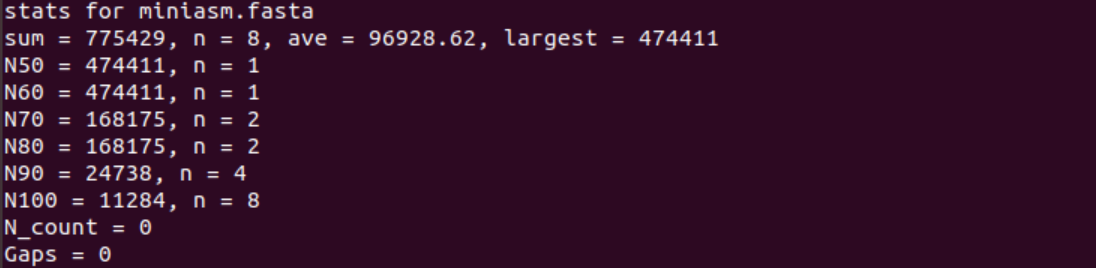 stats for miniasm.fasta
sum = 775429, n = 8, ave = 96928.62, largest = 474411
N50 = 474411, n = 1
N60 = 474411, n = 1
N70 = 168175, n = 2
N80 = 168175, n = 2
N90 = 24738, n = 4
N100 = 11284, n = 8
N_count = 0
Gaps = 0